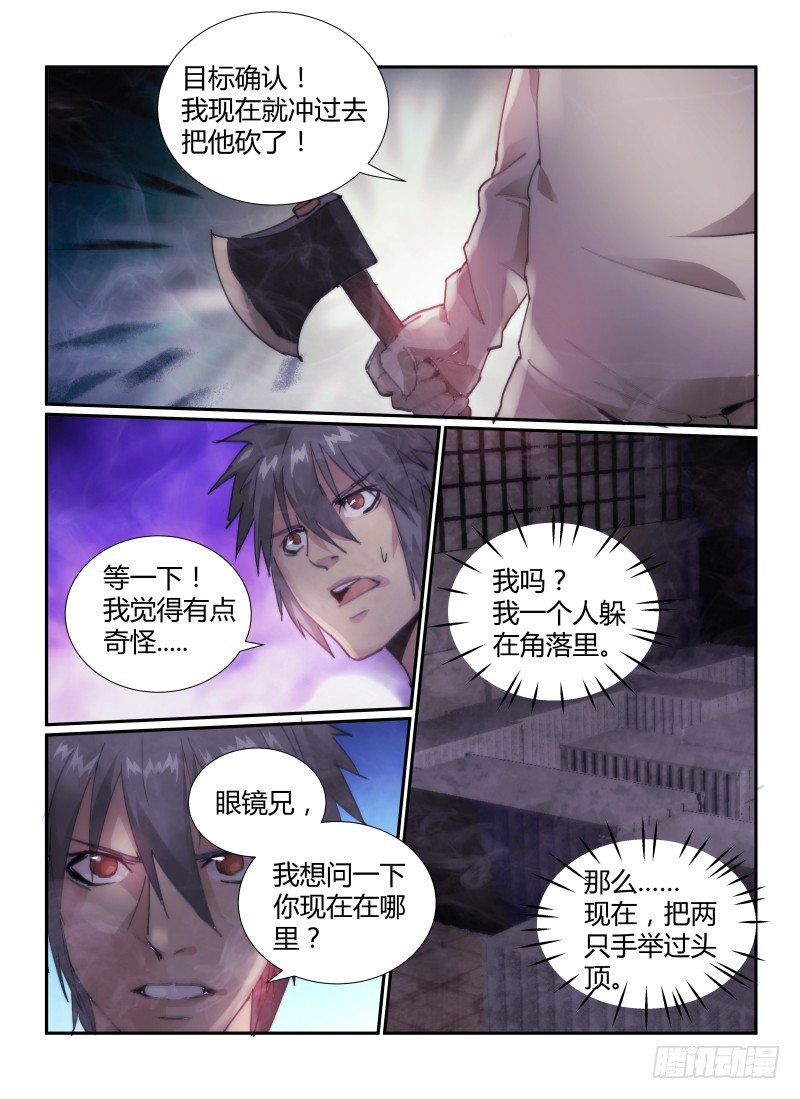 目标确认！
我现在就冲过去
把他砍了！
等一下！
我觉得有点
奇怪.....
眼镜兄，
我想问一下
你现在在哪
里？
我吗？
我一个人躲
在角落里。
那么……
现在，把两
只手举过头
顶。
腾讯动漫